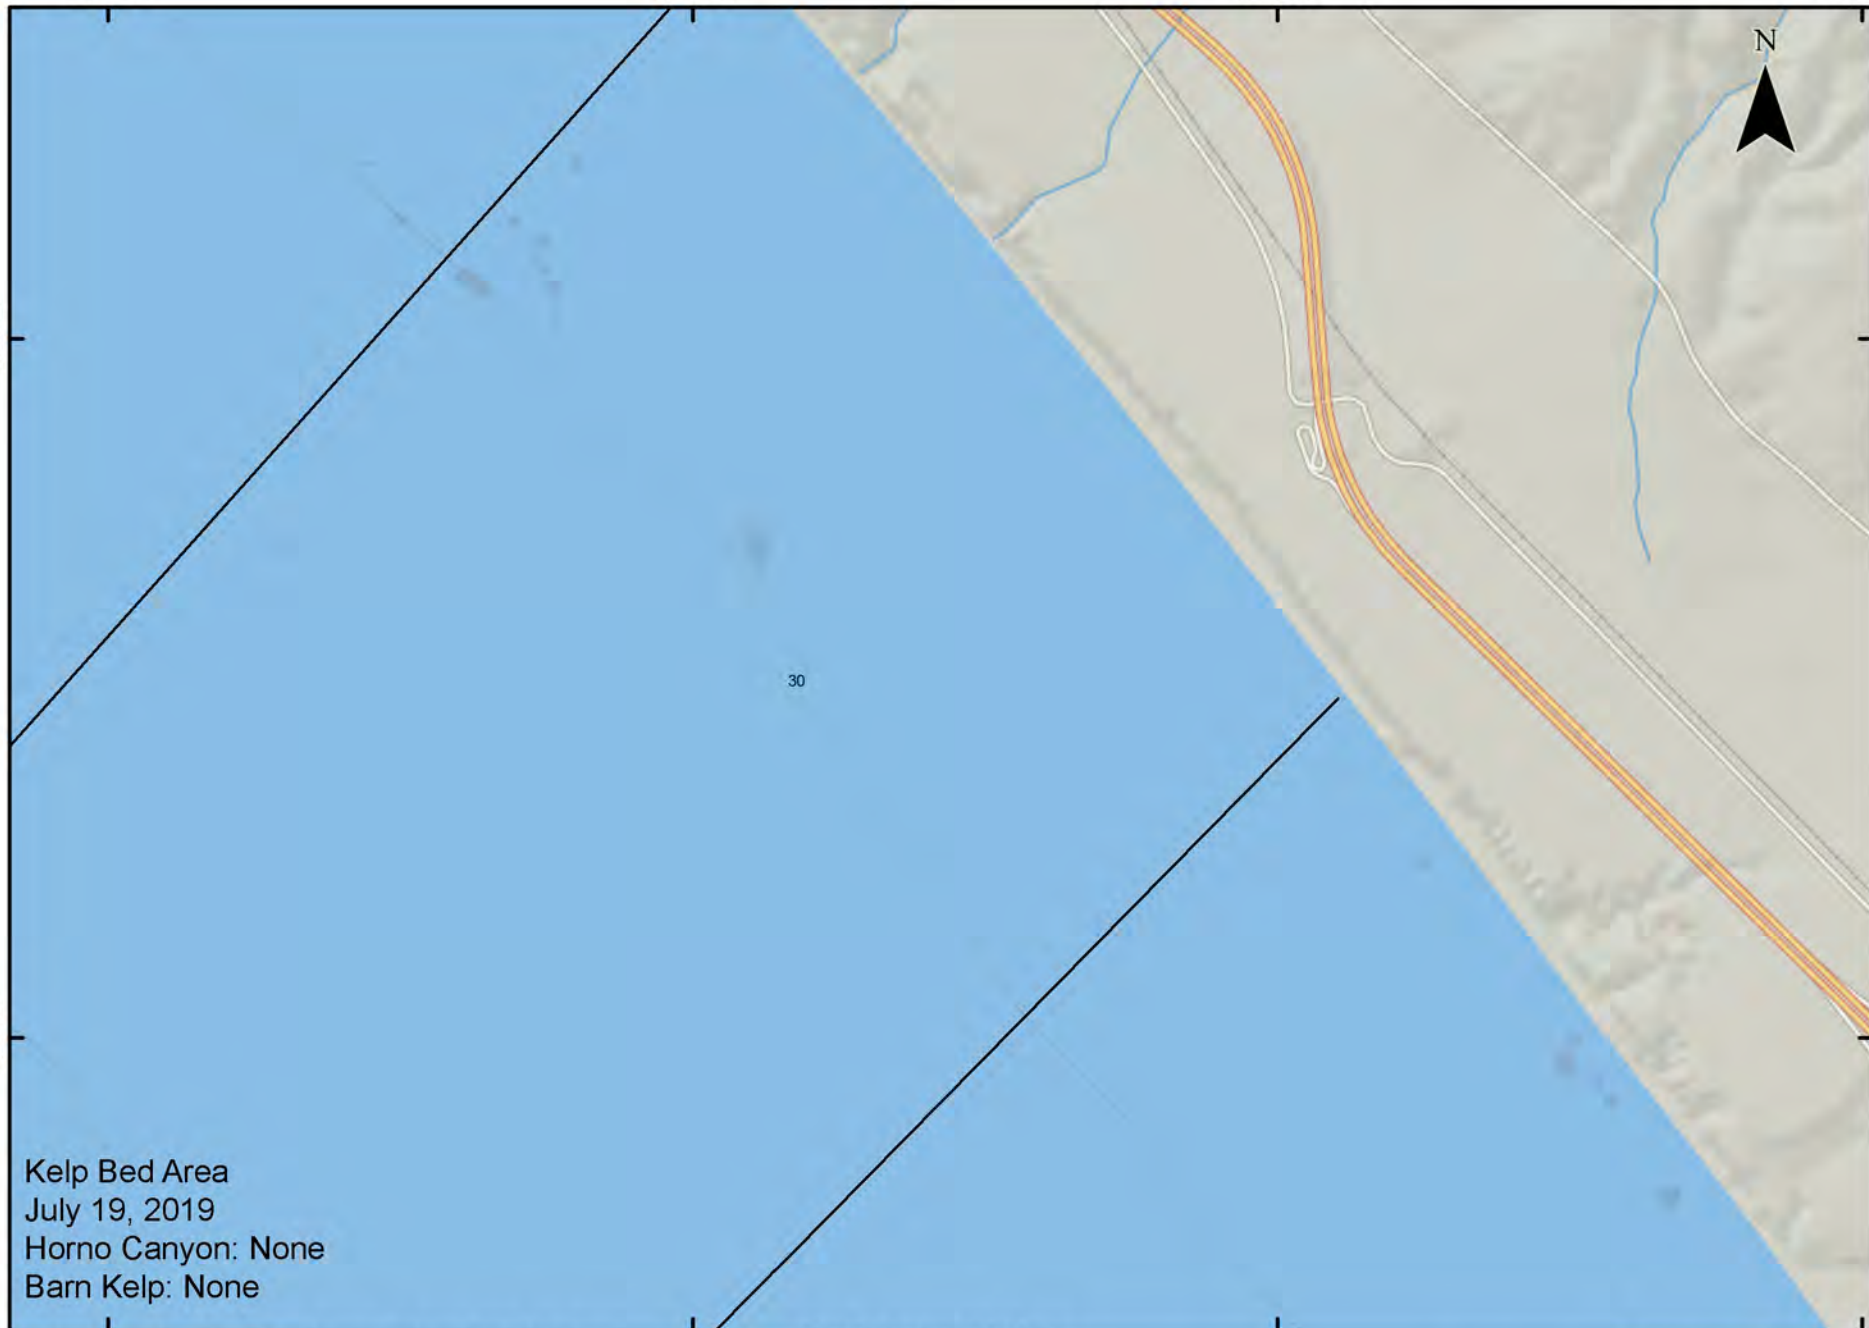 N
30
Kelp Bed Area
July 19, 2019
Horno Canyon: None
Barn Kelp: None